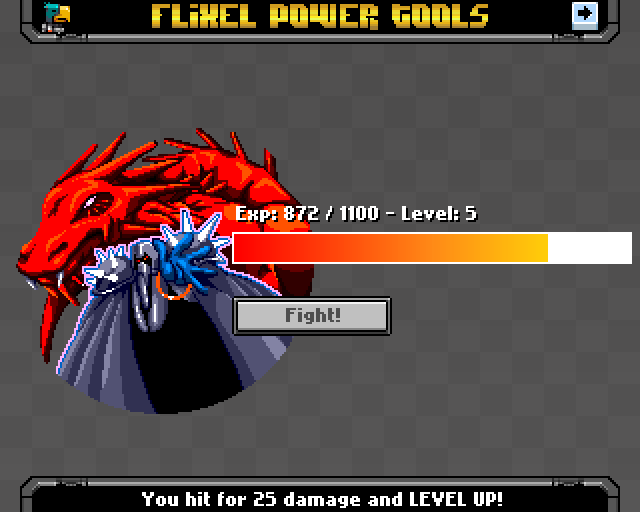 FLIXEL POWER TOOLS
Exp: 872 / 1100 - Level: 5
Fight!
You hit for 25 damage and LEVEL UP!